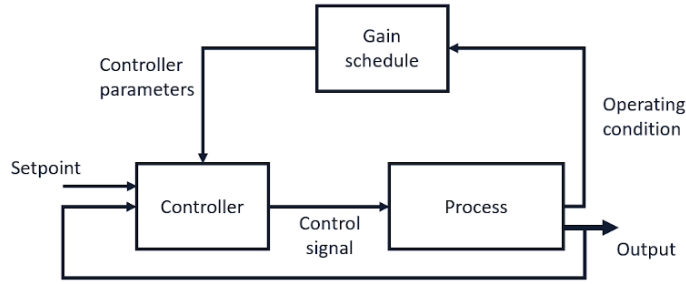 Gain
schedule
Controller
parameters
Operating
condition
Setpoint
Controller
Control
signal
Process
Output